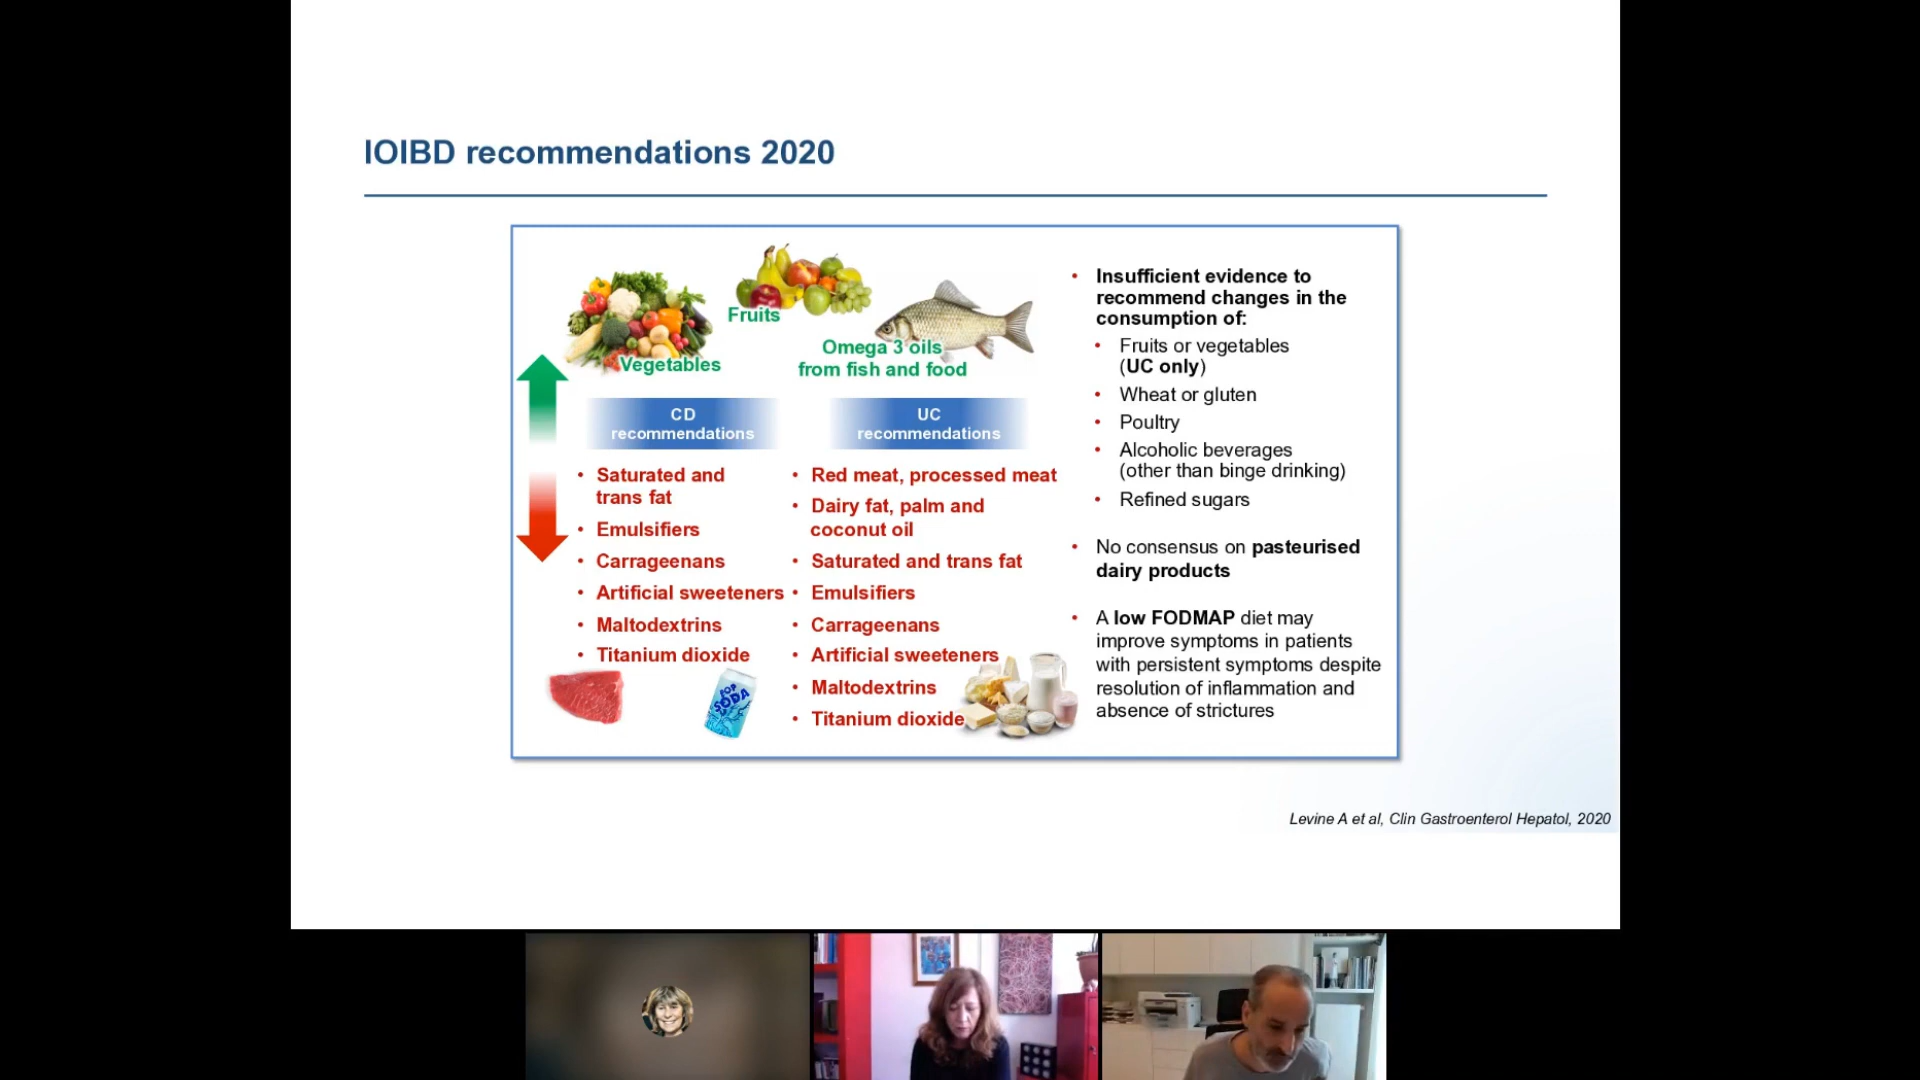 IOIBD recommendations 2020
Fruits
Vegetables
Omega 3 oils
from fish and food
CD
recommendations
• Saturated and
trans fat
• Emulsifiers
• Carrageenans
• Artificial sweeteners
• Maltodextrins
• Titanium dioxide
POP
SODA
UC
recommendations
• Red meat, processed meat
• Dairy fat, palm and
coconut oil
• Saturated and trans fat
• Emulsifiers
• Carrageenans
• Artificial sweeteners
• Maltodextrins
• Titanium dioxide
• Insufficient evidence to
recommend changes in the
consumption of:
• Fruits or vegetables
(UC only)
• Wheat or gluten
• Poultry
• Alcoholic beverages
(other than binge drinking)
• Refined sugars
• No consensus on pasteurised
dairy products
• A low FODMAP diet may
improve symptoms in patients
with persistent symptoms despite
resolution of inflammation and
absence of strictures
Levine A et al, Clin Gastroenterol Hepatol, 2020